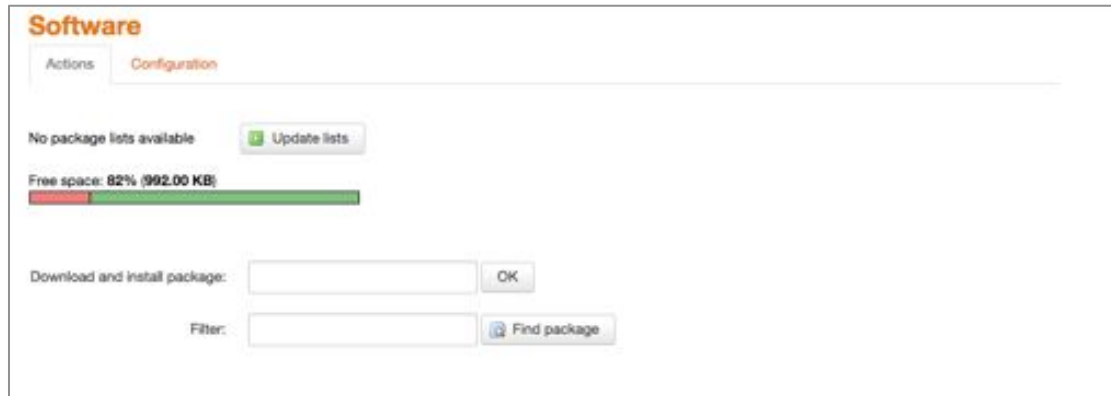 Software
Actions Configuration
No package lists available Update lists
Free space: 82% (992.00 KB)
Download and install package: OK
Filter: Find package